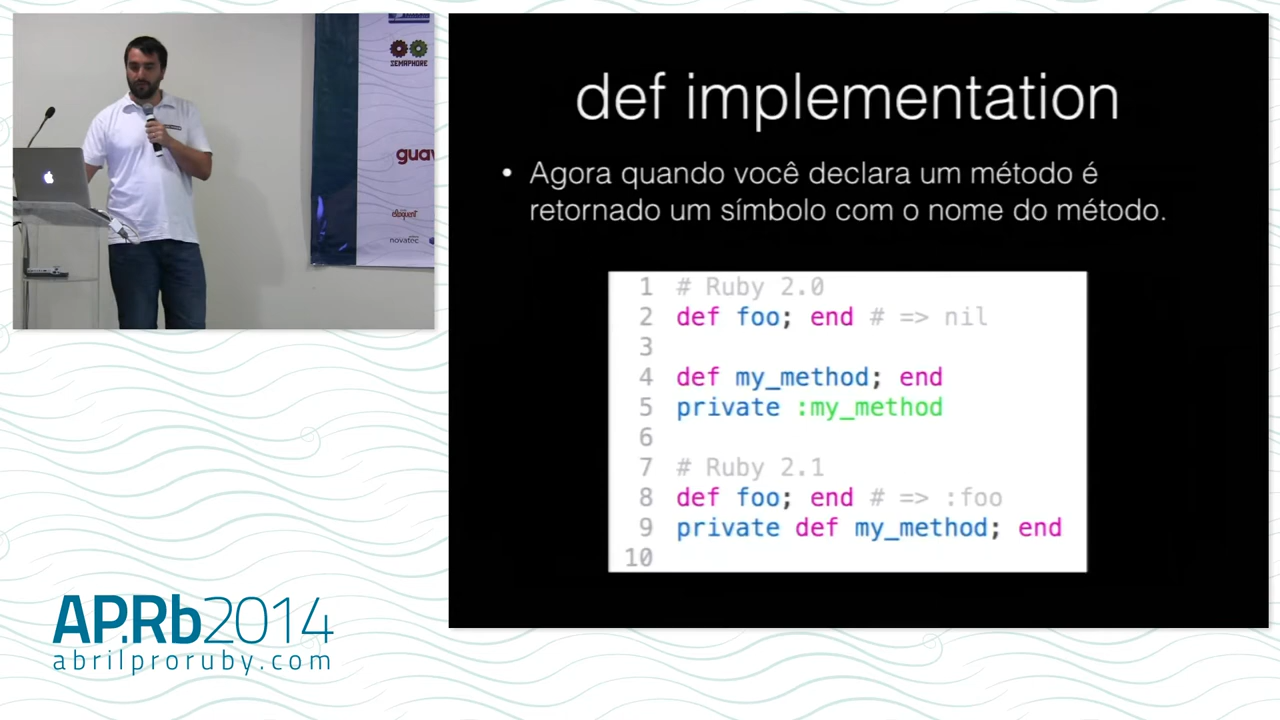 SEMAPHORE
eloquent
novatec
def implementation
• Agora quando você declara um método é
retornado um símbolo com o nome do método.
1 # Ruby 2.0
2 def foo; end # => nil
3
4 def my_method; end
5 private :my_method
6
7 # Ruby 2.1
8 def foo; end # => :foo
9 private def my_method; end
10
AP.Rb2014
abrilproruby.com